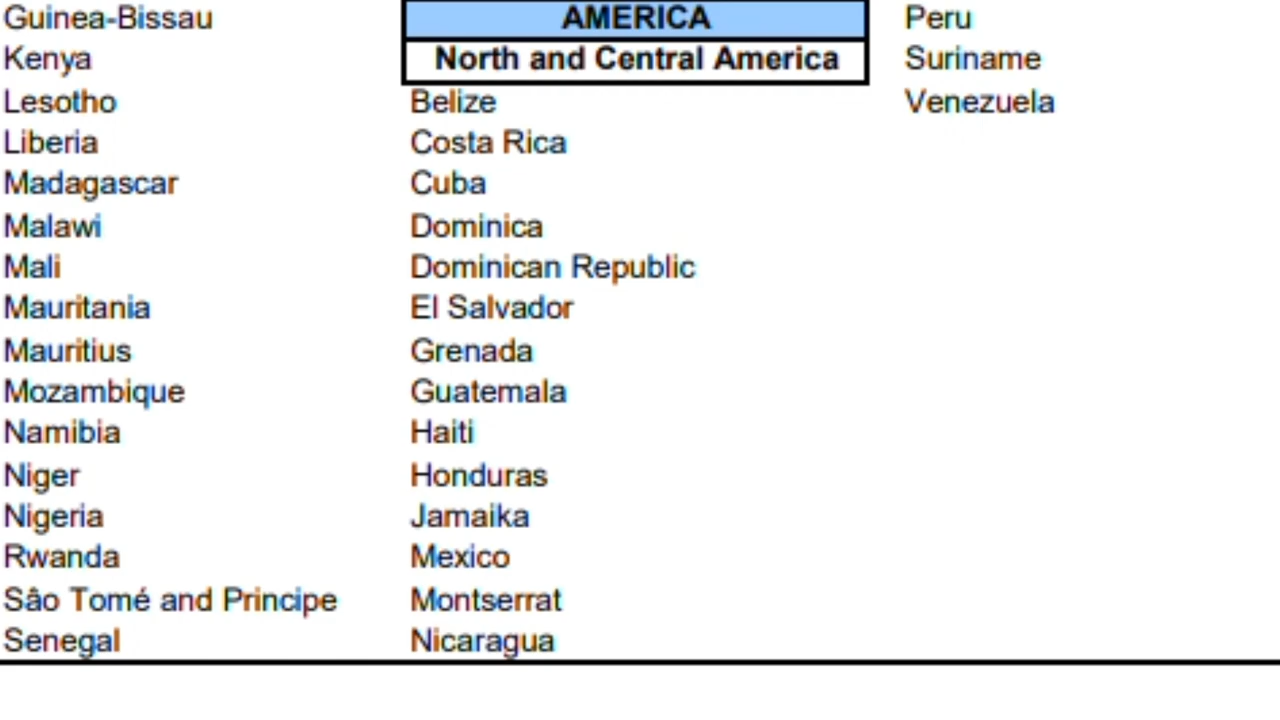 Guinea-Bissau
Kenya
Lesotho
Liberia
Madagascar
Malawi
Mali
Mauritania
Mauritius
Mozambique
Namibia
Niger
Nigeria
Rwanda
Sâo Tomé and Principe
Senegal
AMERICA
North and Central America
Belize
Costa Rica
Cuba
Dominica
Dominican Republic
El Salvador
Grenada
Guatemala
Haiti
Honduras
Jamaika
Mexico
Montserrat
Nicaragua
Peru
Suriname
Venezuela